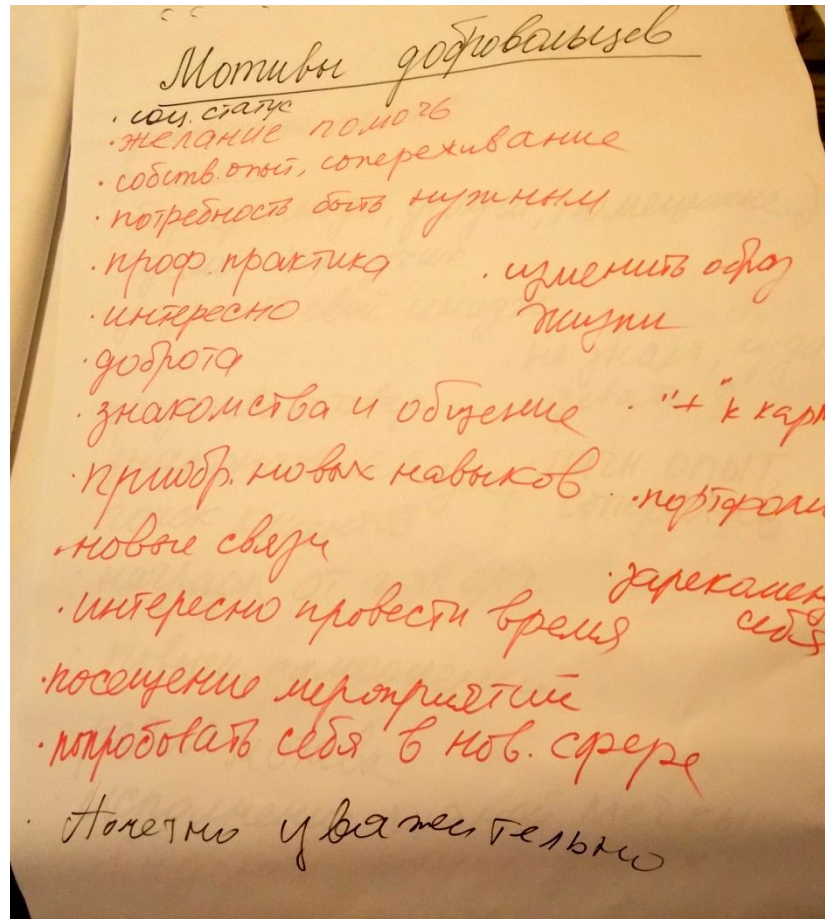 Мотивы добровольцев
· соц. статус
· желание помочь
· собств. опыт, сопереживание
· потребность быть нужным
· проф. практика
· интересно
· доброта
· знакомства и общение
· приобр. новых навыков
· новые связи
· интересно провести время
· посещение мероприятий
· попробовать себя в нов. сфере
· Почетно уважительно
· изменить образ
жизни
· "+" к карм
· портфоли
· зарекоменд
себя